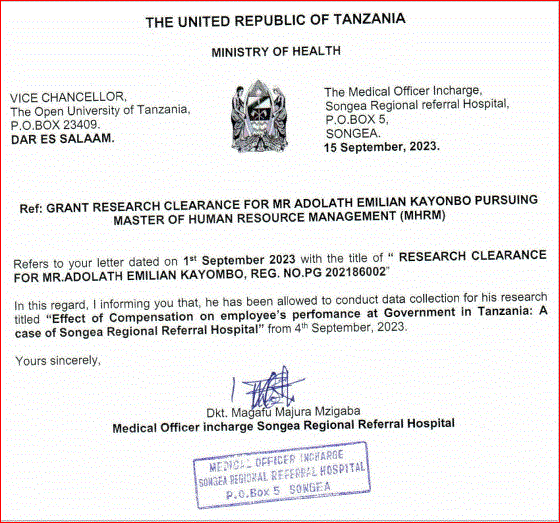 THE UNITED REPUBLIC OF TANZANIA
MINISTRY OF HEALTH
VICE CHANCELLOR,
The Open University of Tanzania,
P.O.BOX 23409.
DAR ES SALAAM.
The Medical Officer Incharge,
Songea Regional referral Hospital,
P.O.BOX 5,
SONGEA.
15 September, 2023.
Ref: GRANT RESEARCH CLEARANCE FOR MR ADOLATH EMILIAN KAYONBO PURSUING
MASTER OF HUMAN RESOURCE MANAGEMENT (MHRM)
Refers to your letter dated on 1st September 2023 with the title of “ RESEARCH CLEARANCE
FOR MR.ADOLATH EMILIAN KAYOMBO, REG. NO.PG 202186002”
In this regard, I informing you that, he has been allowed to conduct data collection for his research
titled “Effect of Compensation on employee’s perfomance at Government in Tanzania: A
case of Songea Regional Referral Hospital” from 4th September, 2023.
Yours sincerely,
Dkt. Magafu Majura Mzigaba
Medical Officer incharge Songea Regional Referral Hospital
MEDICAL OFFICER INCHARGE
SONGEA REGIONAL REFERRAL HOSPITAL
P.O.Box 5 SONGEA